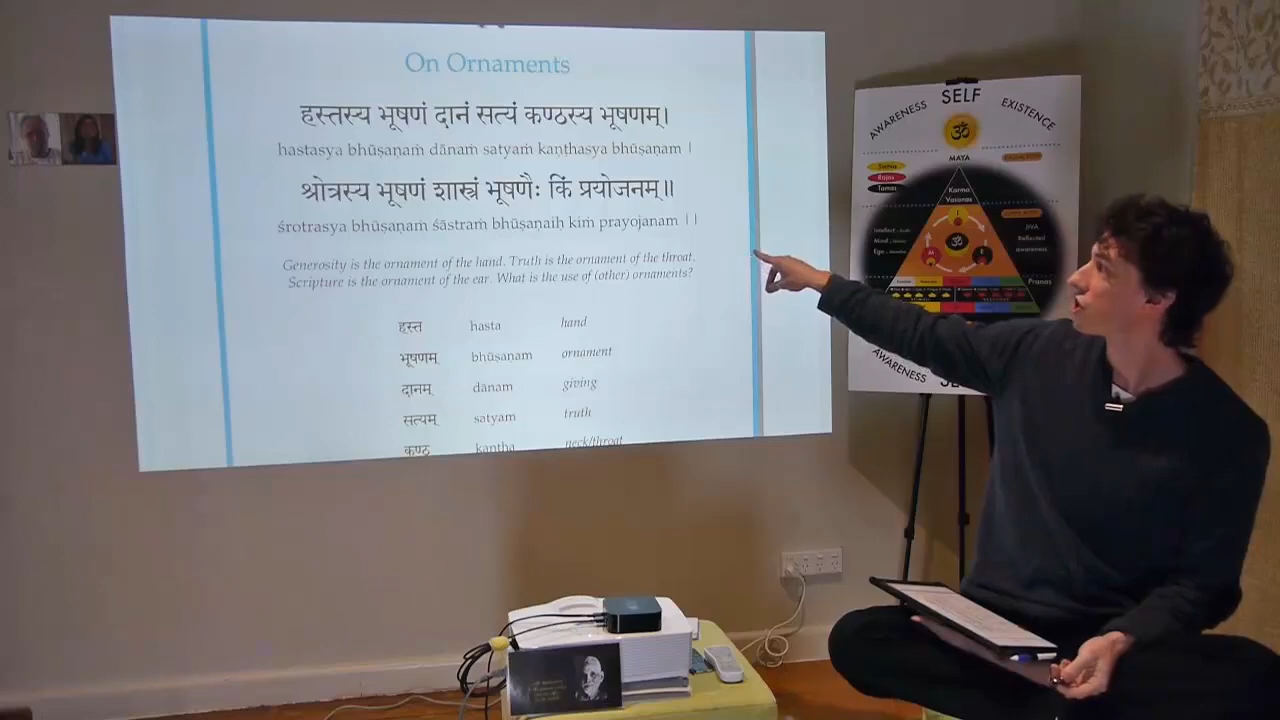 On Ornaments
हस्तस्य भूषणं दानं सत्यं कण्ठस्य भूषणम्।
hastasya bhūṣaṇaṁ dānaṁ satyaṁ kaṇṭhasya bhūṣaṇam |
श्रोत्रस्य भूषणं शास्त्रं भूषणैः किं प्रयोजनम्॥
śrotrasya bhūṣaṇaṁ śāstraṁ bhūṣaṇaiḥ kiṁ prayojanam ||
Generosity is the ornament of the hand. Truth is the ornament of the throat.
Scripture is the ornament of the ear. What is the use of (other) ornaments?
हस्त hasta hand
भूषणम् bhūṣaṇam ornament
दानम् dānam giving
सत्यम् satyam truth
कण्ठ kaṇṭha neck/throat
SELF
AWARENESS EXISTENCE
ॐ
MAYA
Rajas
Tamas
Karma
Vasanas
JIVA
Reflected
awareness
ॐ
M
Pranas
AWARENESS